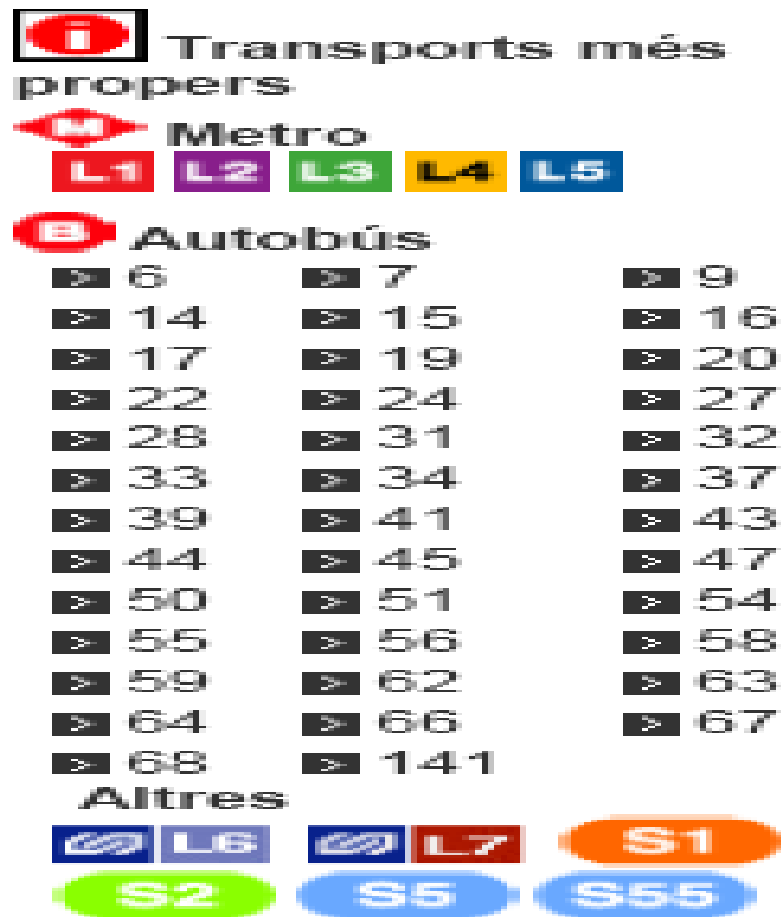 i Transports més
propers
M Metro
L1 L2 L3 L4 L5
B Autobús
> 6 > 7 > 9
> 14 > 15 > 16
> 17 > 19 > 20
> 22 > 24 > 27
> 28 > 31 > 32
> 33 > 34 > 37
> 39 > 41 > 43
> 44 > 45 > 47
> 50 > 51 > 54
> 55 > 56 > 58
> 59 > 62 > 63
> 64 > 66 > 67
> 68 > 141
Altres
L6 L7 S1
S2 S5 S55